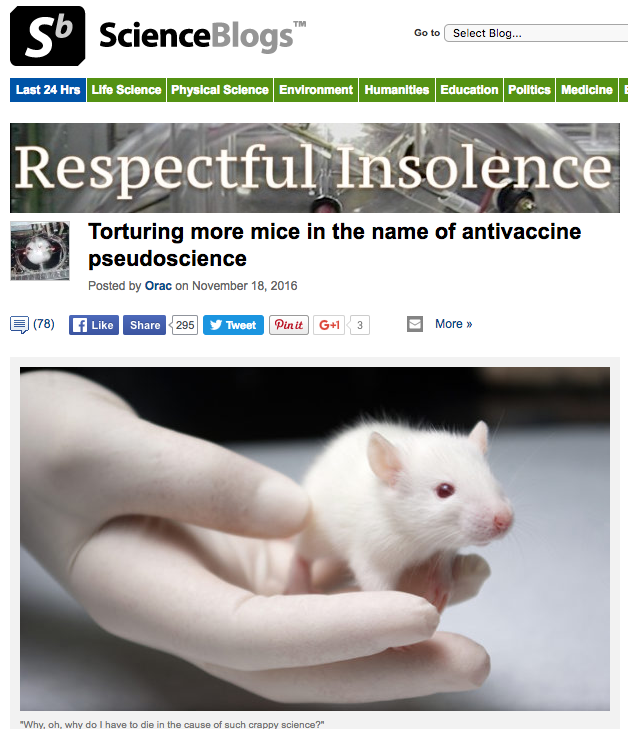 Sb ScienceBlogs™
Go to Select Blog...
Last 24 Hrs Life Science Physical Science Environment Humanities Education Politics Medicine
Respectful Insolence
Torturing more mice in the name of antivaccine
pseudoscience
Posted by Orac on November 18, 2016
(78) Like Share 295 Tweet Pin it G+1 3 More »
"Why, oh, why do I have to die in the cause of such crappy science?"